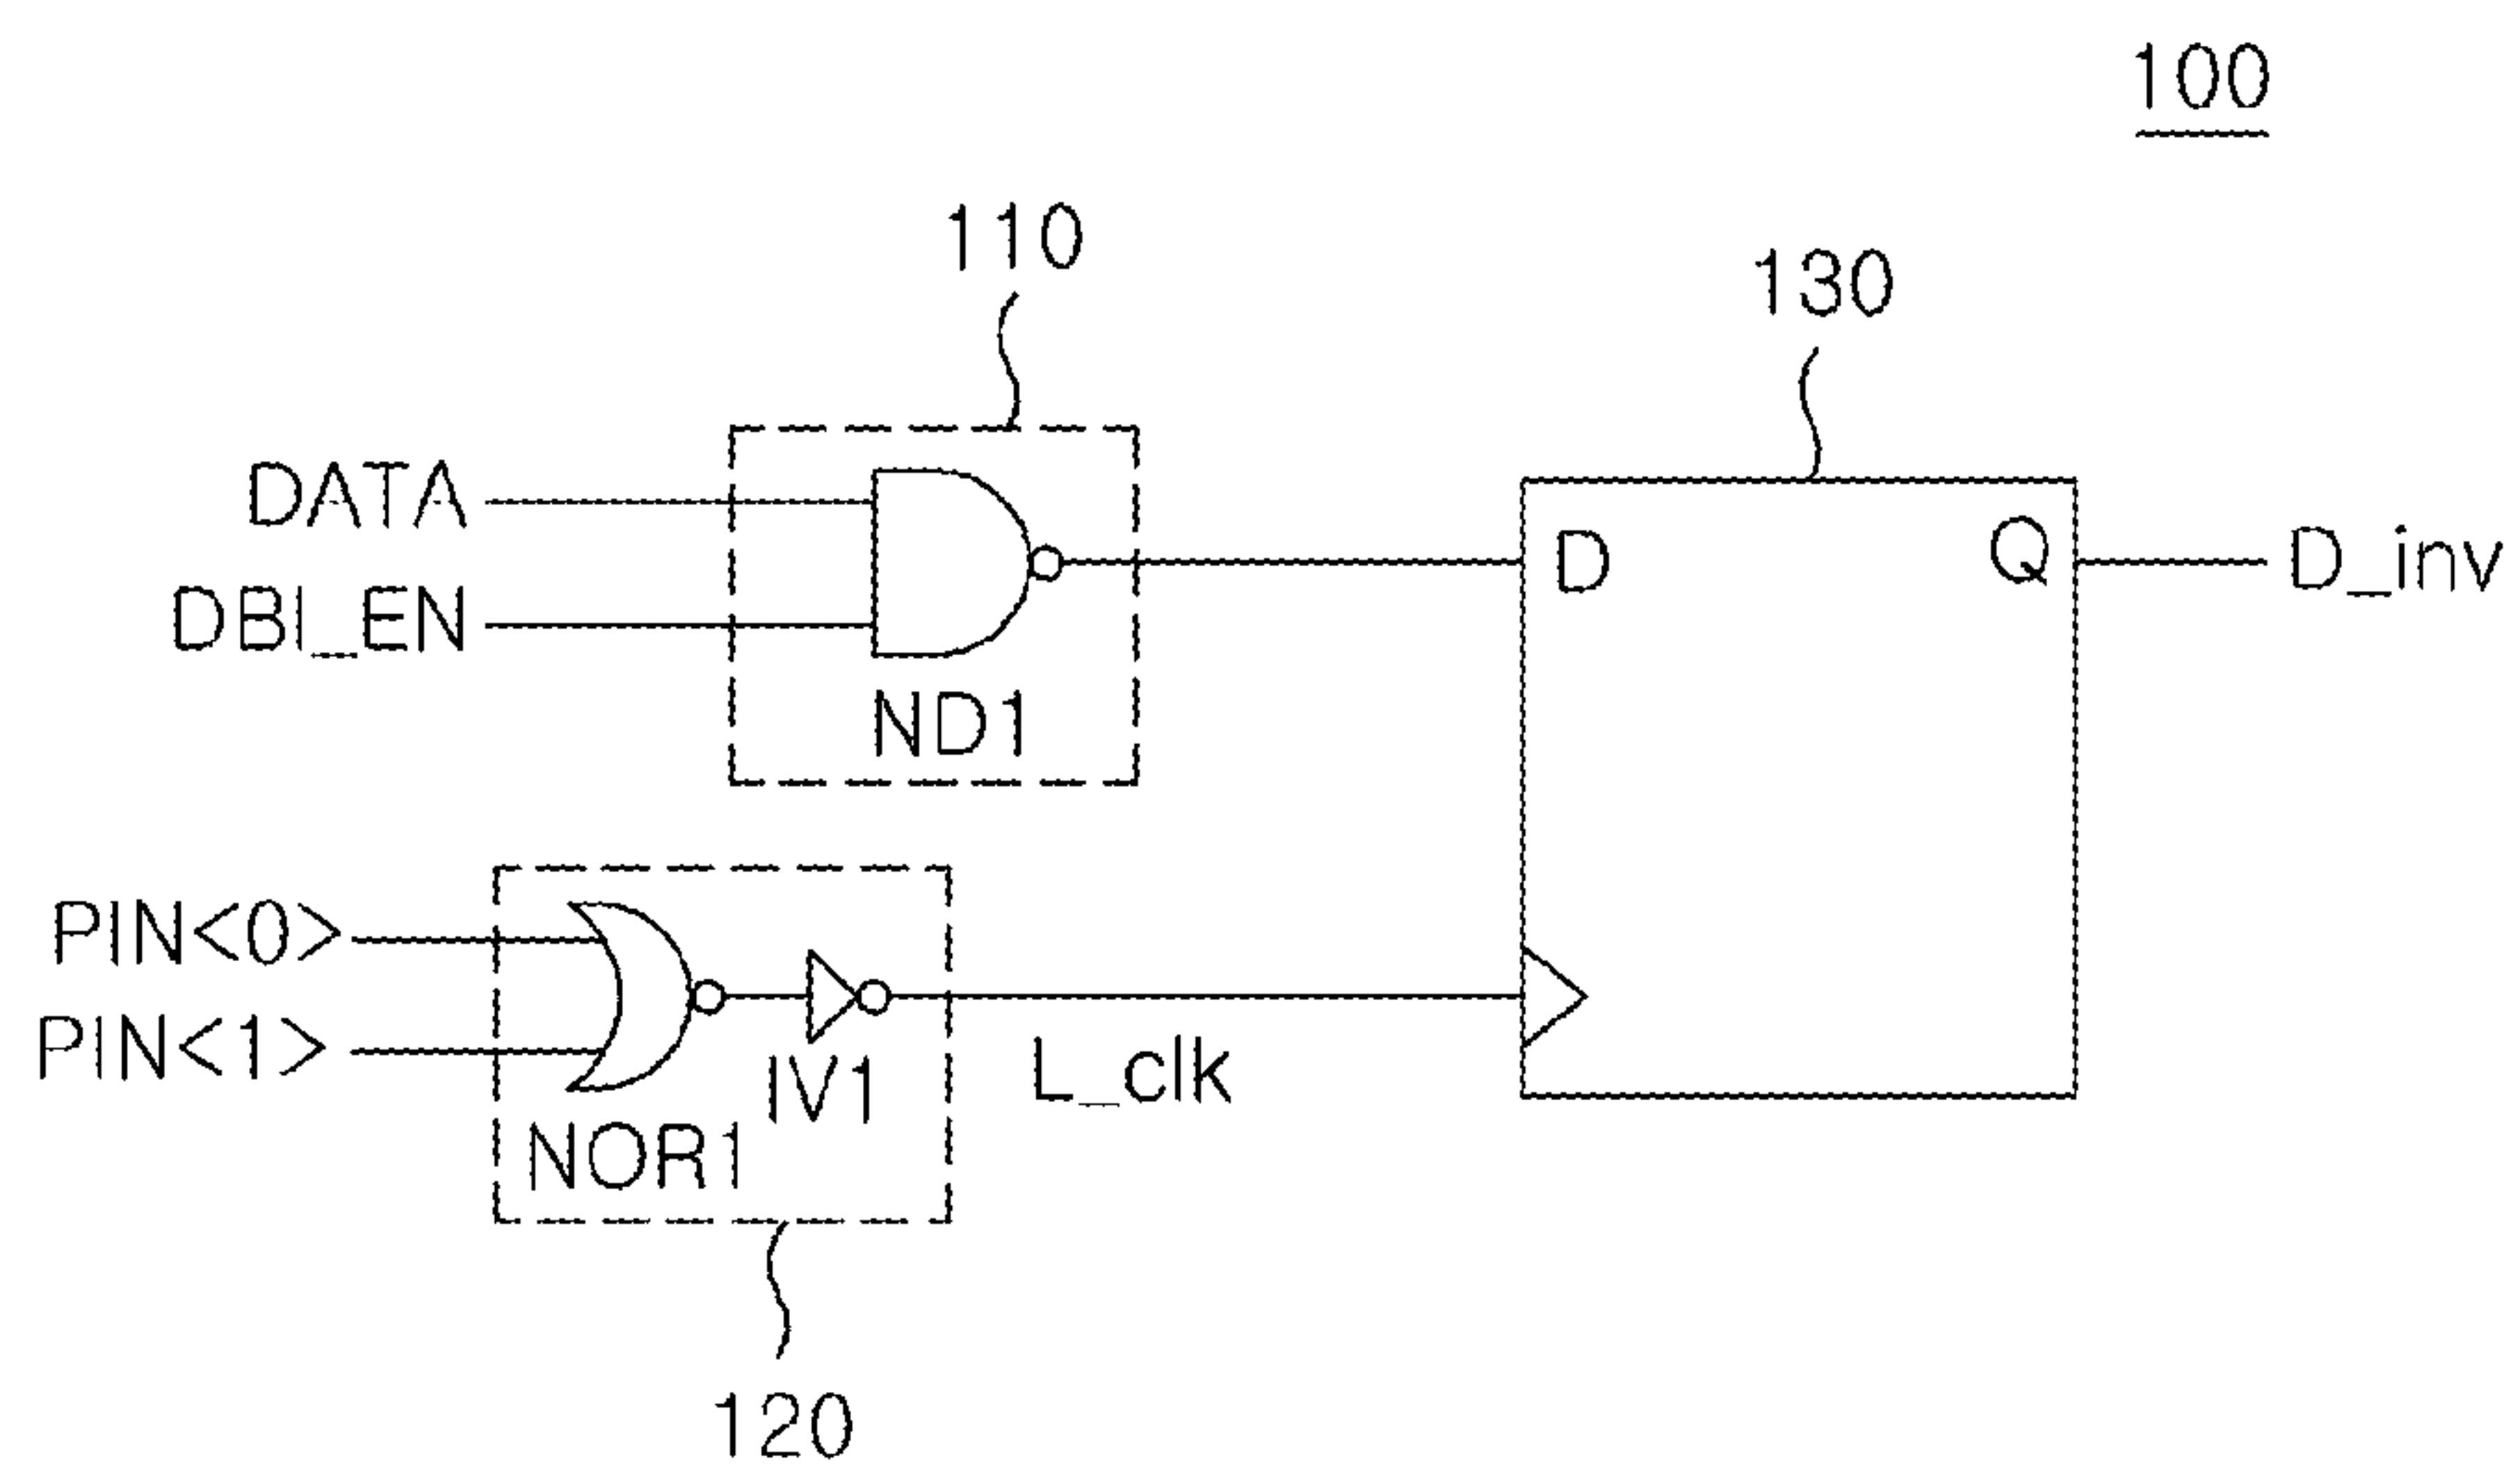 100
110
130
DATA
DBI_EN
D
Q
D_inv
ND1
PIN<0>
PIN<1>
IV1
NOR1
L_clk
120